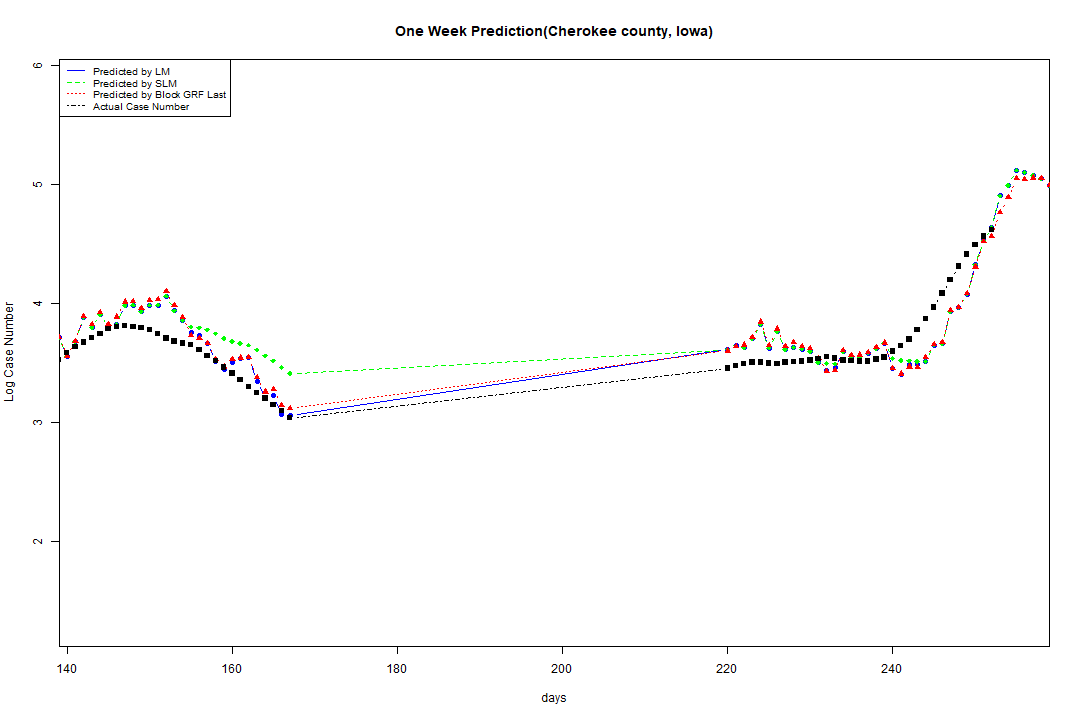 One Week Prediction(Cherokee county, Iowa)
Predicted by LM
Predicted by SLM
Predicted by Block GRF Last
Actual Case Number
6
5
4
3
2
Log Case Number
140 160 180 200 220 240
days